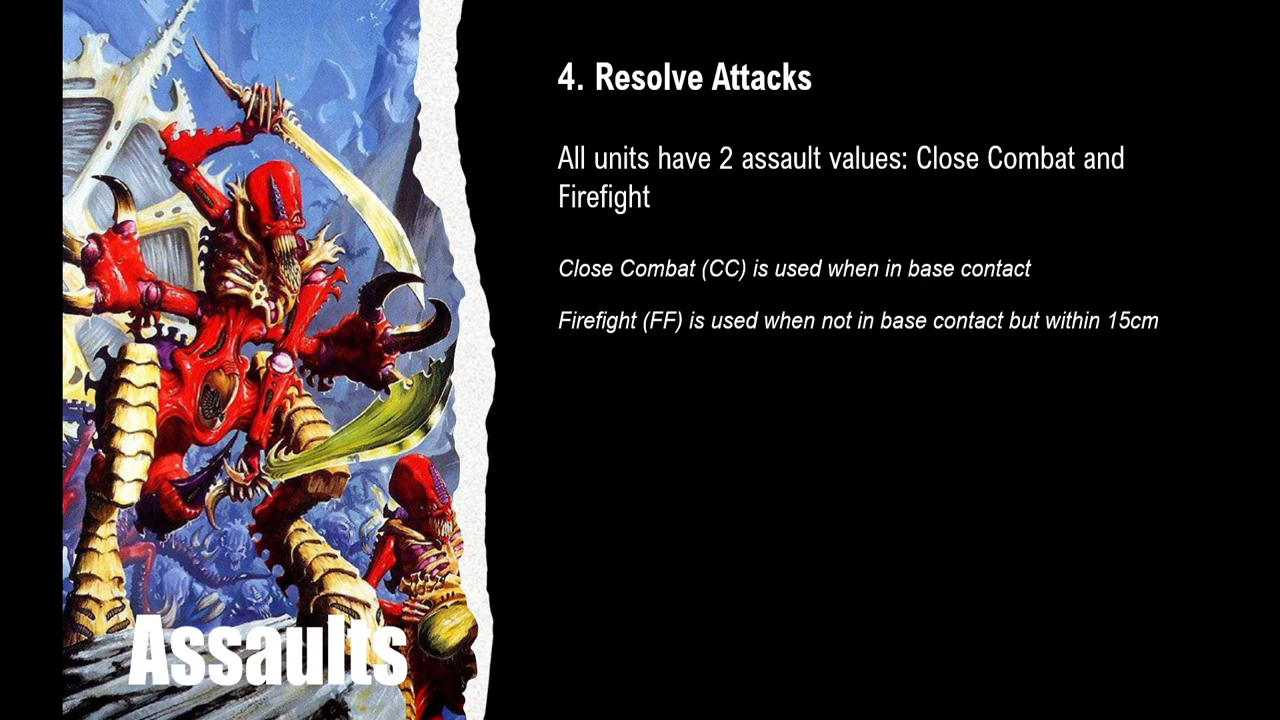 4. Resolve Attacks
All units have 2 assault values: Close Combat and
Firefight
Close Combat (CC) is used when in base contact
Firefight (FF) is used when not in base contact but within 15cm
Assaults